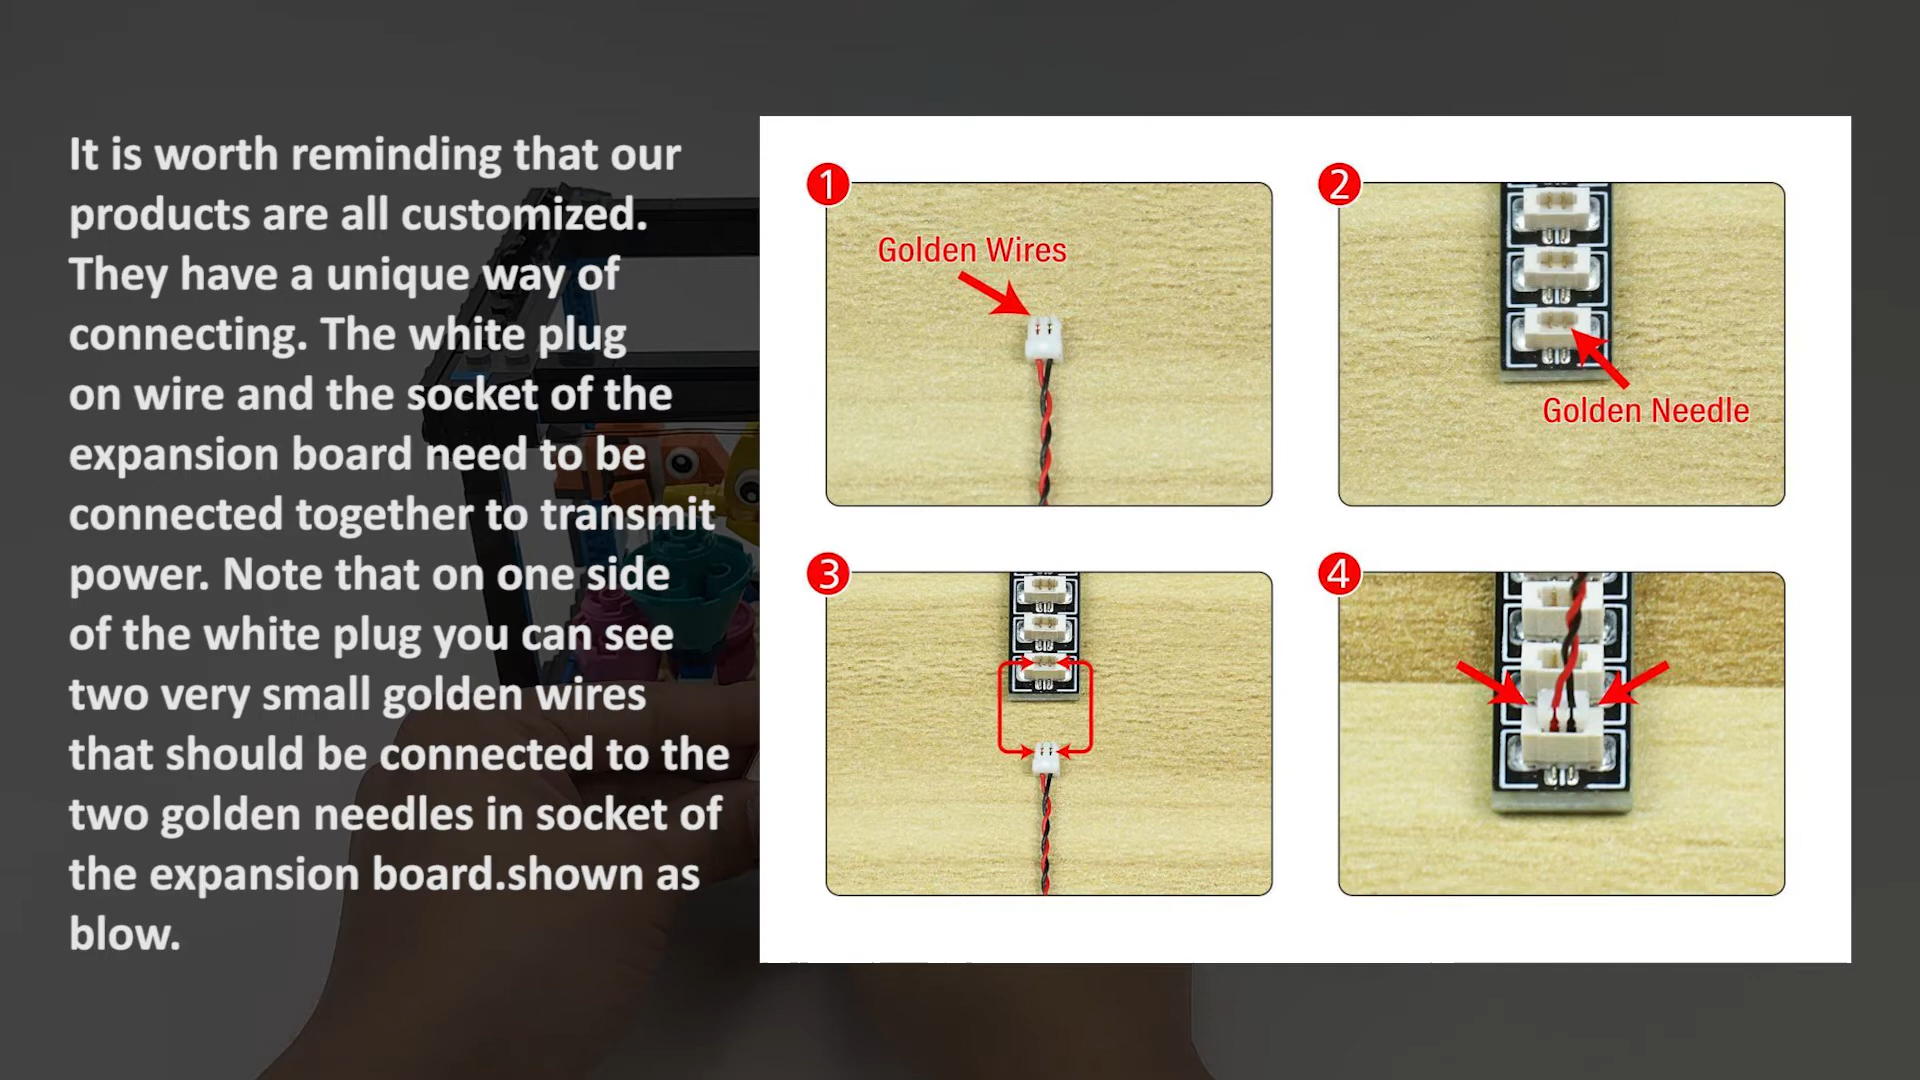 It is worth reminding that our
products are all customized.
They have a unique way of
connecting. The white plug
on wire and the socket of the
expansion board need to be
connected together to transmit
power. Note that on one side
of the white plug you can see
two very small golden wires
that should be connected to the
two golden needles in socket of
the expansion board.shown as
blow.
1
Golden Wires
2
Golden Needle
3
4